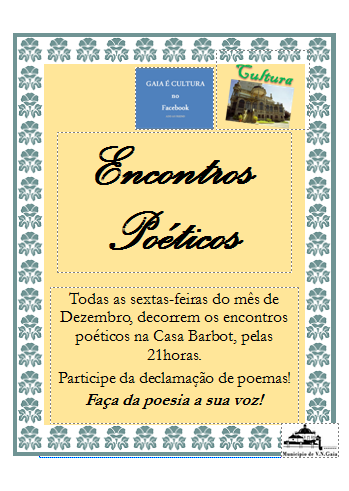 GAIA É CULTURA
no
Facebook
Cultura
Encontros
Poéticos
Todas as sextas-feiras do mês de
Dezembro, decorrem os encontros
poéticos na Casa Barbot, pelas
21horas.
Participe da declamação de poemas!
Faça da poesia a sua voz!
Município de V.N.Gaia